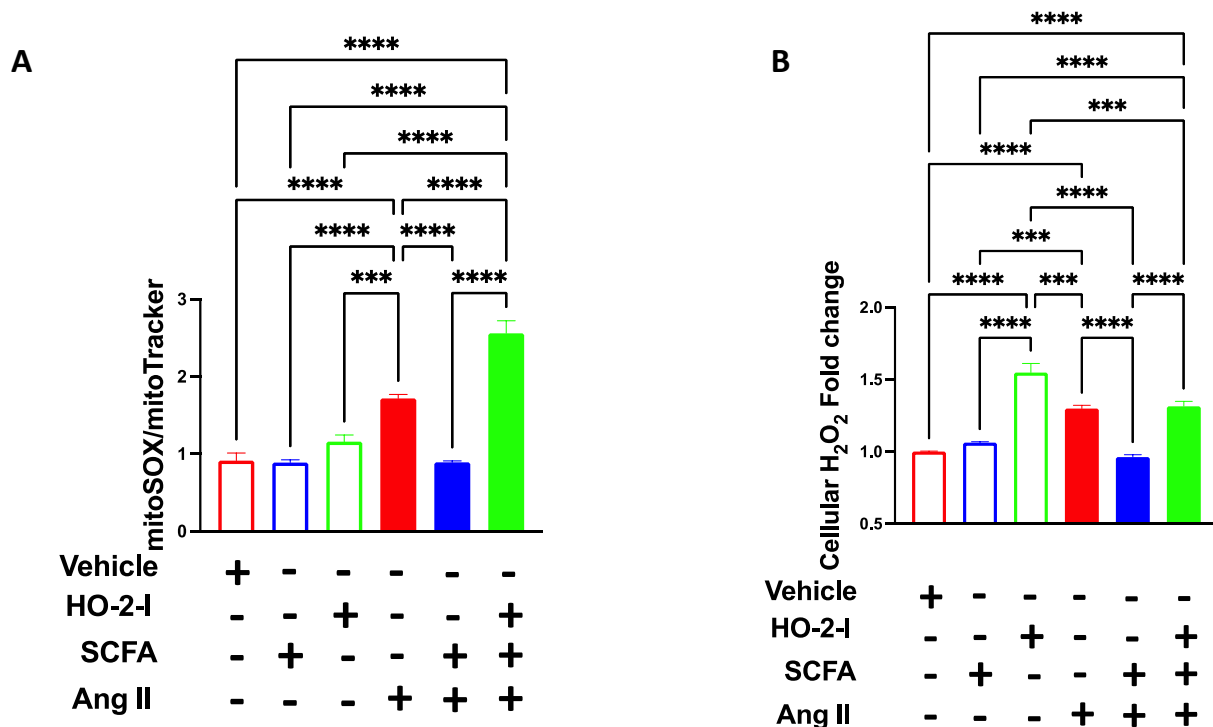 A
****
****
****
**** ****
**** ****
*** ****
mitoSOX/mitoTracker
3
2
1
0
Vehicle + - - - - -
HO-2-I - - + - - +
SCFA - + - - + +
Ang II - - - + + +
B
****
****
***
****
****
***
**** *** ****
**** ****
Cellular H₂O₂ Fold change
2.0
1.5
1.0
0.5
Vehicle + - - - - -
HO-2-I - - + - - +
SCFA - + - - + +
Ang II - - - + + +